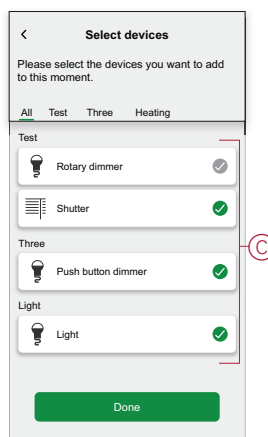 Select devices
Please select the devices you want to add
to this moment.
All Test Three Heating
Test
Rotary dimmer
Shutter
C
Three
Push button dimmer
Light
Light
Done